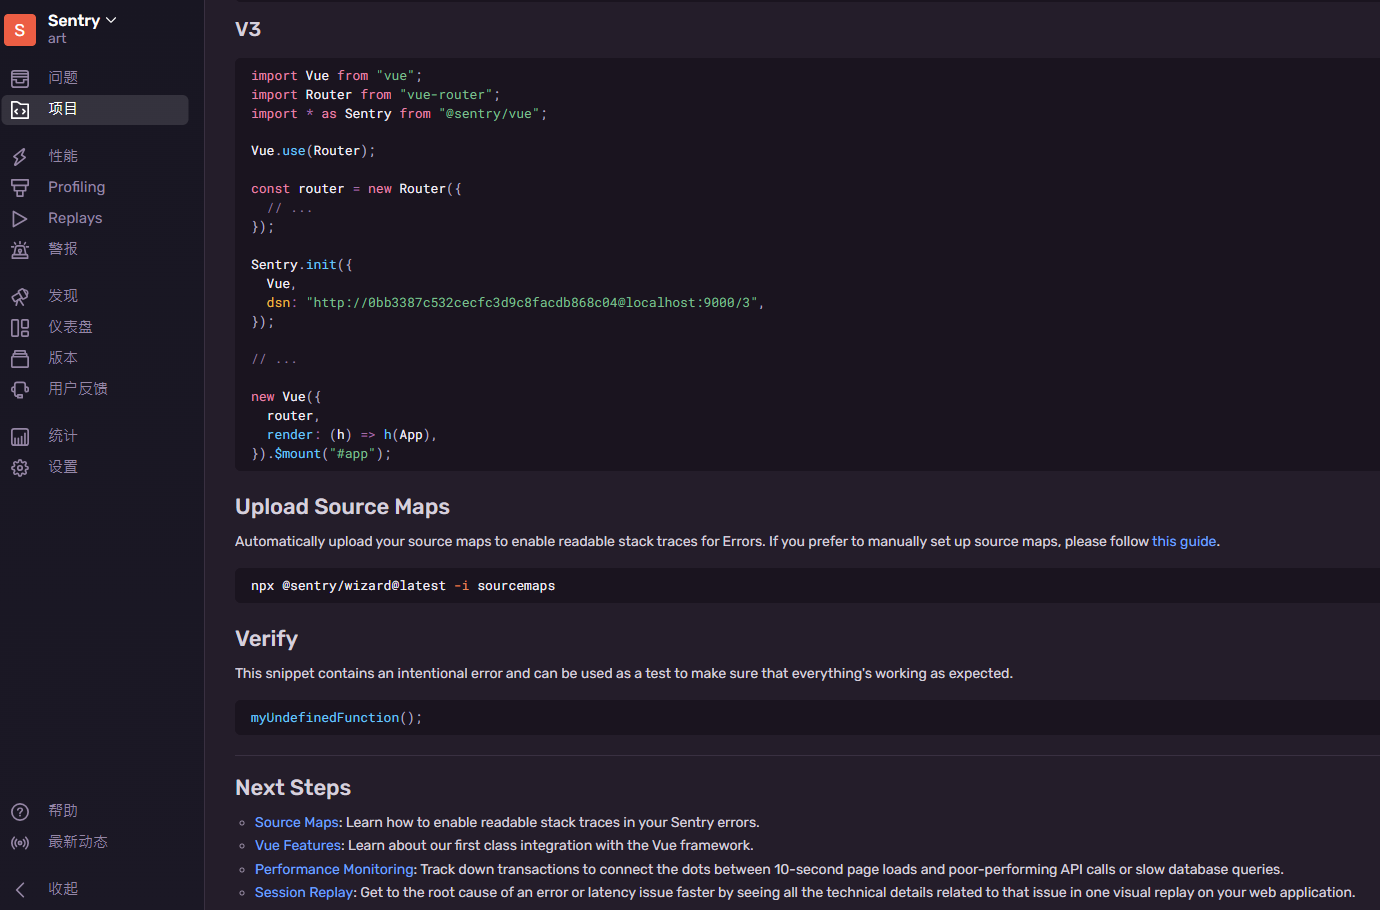 S
Sentry
art
问题
项目
性能
Profiling
Replays
警报
发现
仪表盘
版本
用户反馈
统计
设置
帮助
最新动态
收起
V3
import Vue from "vue";
import Router from "vue-router";
import * as Sentry from "@sentry/vue";
Vue.use(Router);
const router = new Router({
  // ...
});
Sentry.init({
  Vue,
  dsn: "http://0bb3387c532cecfc3d9c8facdb868c04@localhost:9000/3",
});
// ...
new Vue({
  router,
  render: (h) => h(App),
}).$mount("#app");
Upload Source Maps
Automatically upload your source maps to enable readable stack traces for Errors. If you prefer to manually set up source maps, please follow this guide.
npx @sentry/wizard@latest -i sourcemaps
Verify
This snippet contains an intentional error and can be used as a test to make sure that everything's working as expected.
myUndefinedFunction();
Next Steps
Source Maps: Learn how to enable readable stack traces in your Sentry errors.
Vue Features: Learn about our first class integration with the Vue framework.
Performance Monitoring: Track down transactions to connect the dots between 10-second page loads and poor-performing API calls or slow database queries.
Session Replay: Get to the root cause of an error or latency issue faster by seeing all the technical details related to that issue in one visual replay on your web application.